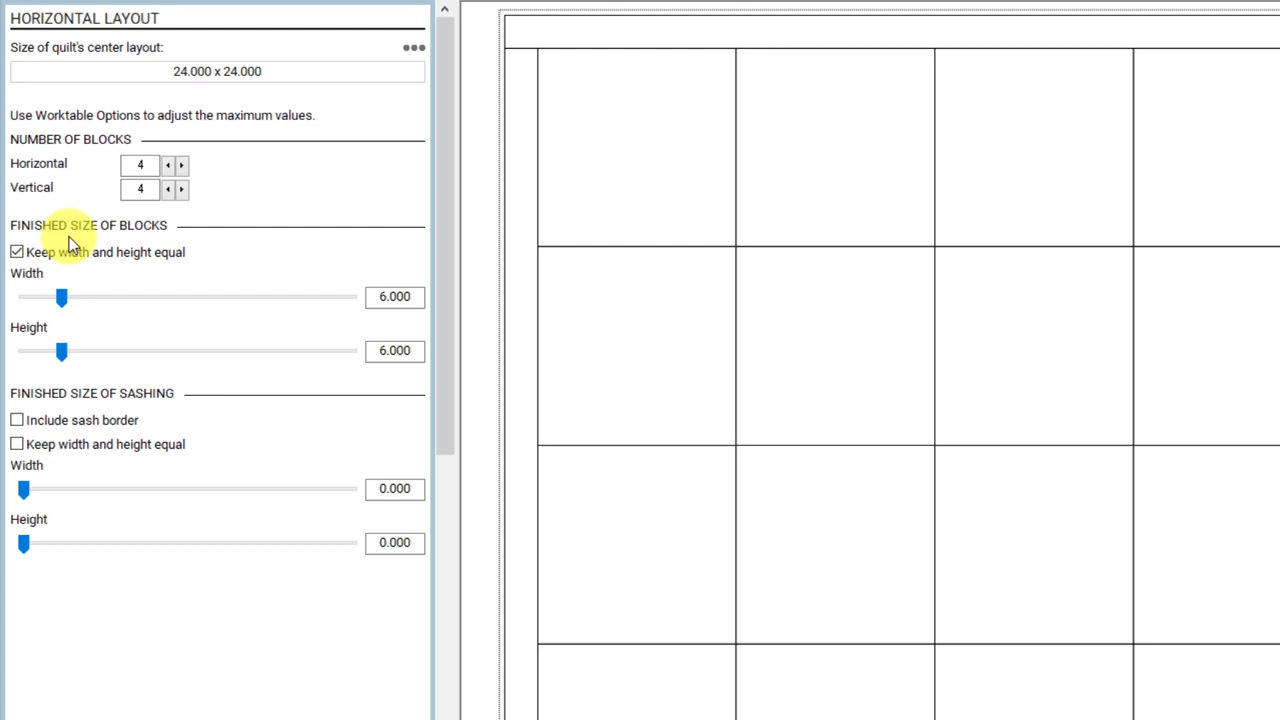 HORIZONTAL LAYOUT
Size of quilt's center layout:
24.000 x 24.000
Use Worktable Options to adjust the maximum values.
NUMBER OF BLOCKS
Horizontal 4
Vertical 4
FINISHED SIZE OF BLOCKS
Keep width and height equal
Width
6.000
Height
6.000
FINISHED SIZE OF SASHING
Include sash border
Keep width and height equal
Width
0.000
Height
0.000